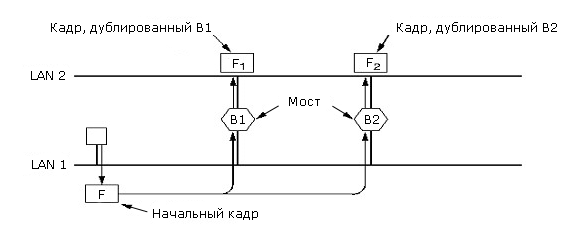 Кадр, дублированный B1
Кадр, дублированный B2
F1
F2
LAN 2
Мост
B1
B2
LAN 1
F
Начальный кадр